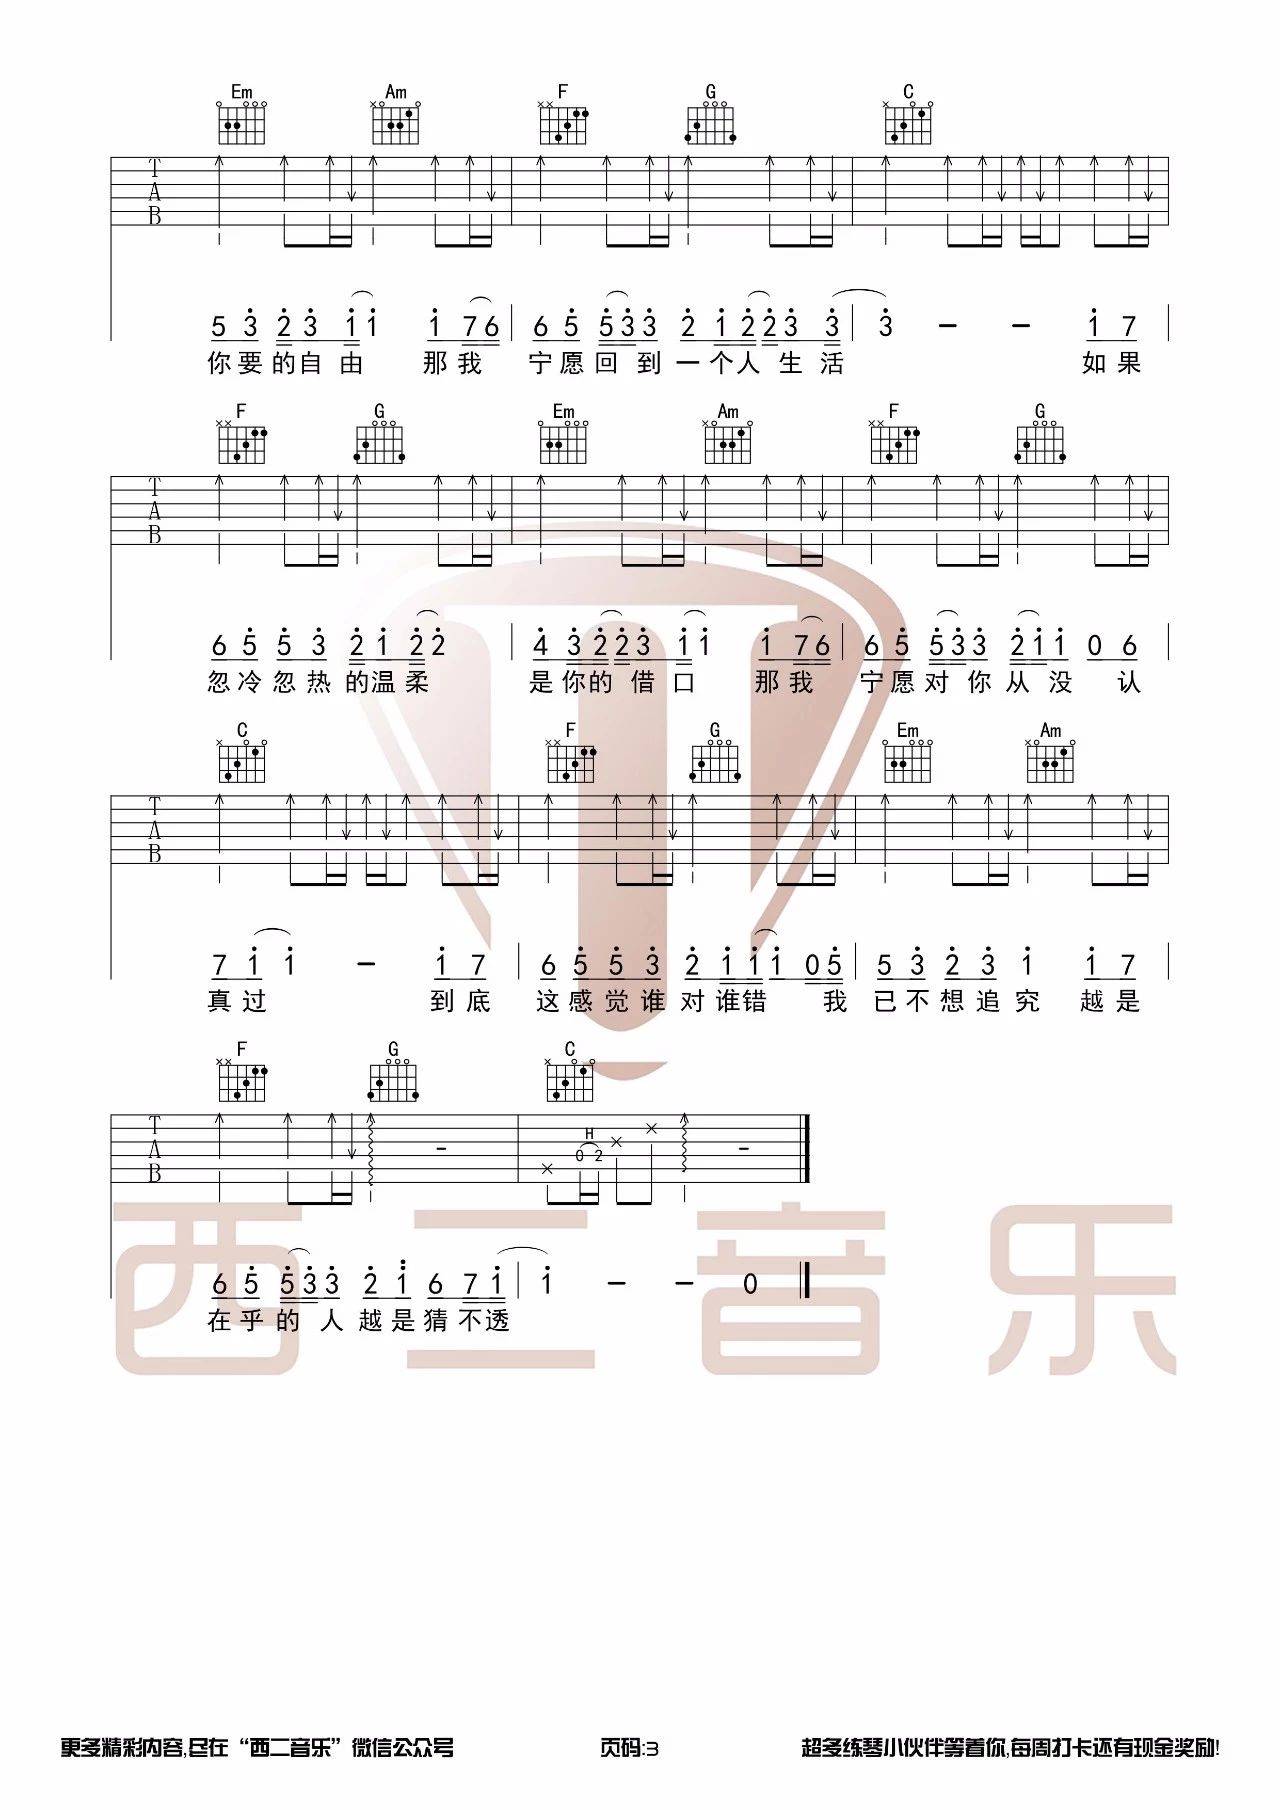 Em Am F G C
T
A
B
5 3 2 3 1 1 1 7 6 6 5 5 3 3 2 1 2 2 3 3 3 － － 1 7
你要的自由 那我 宁愿回到一个人生活 如果
F G Em Am F G
T
A
B
6 5 5 3 2 1 2 2 4 3 2 2 3 1 1 1 7 6 6 5 5 3 3 2 1 1 0 6
忽冷忽热的温柔 是你的借口 那我 宁愿对你从没 认
C F G Em Am
T
A
B
7 1 1 － 1 7 6 5 5 3 2 1 1 1 0 5 5 3 2 3 1 1 7
真过 到底 这感觉谁对谁错 我 已不想追究 越是
F G C
T
A
B
H
0 2
6 5 5 3 3 2 1 6 7 1 1 － － 0
在乎的人越是猜不透
西二音乐
更多精彩内容,尽在“西二音乐”微信公众号 页码:3 超多练琴小伙伴等着你,每周打卡还有现金奖励!